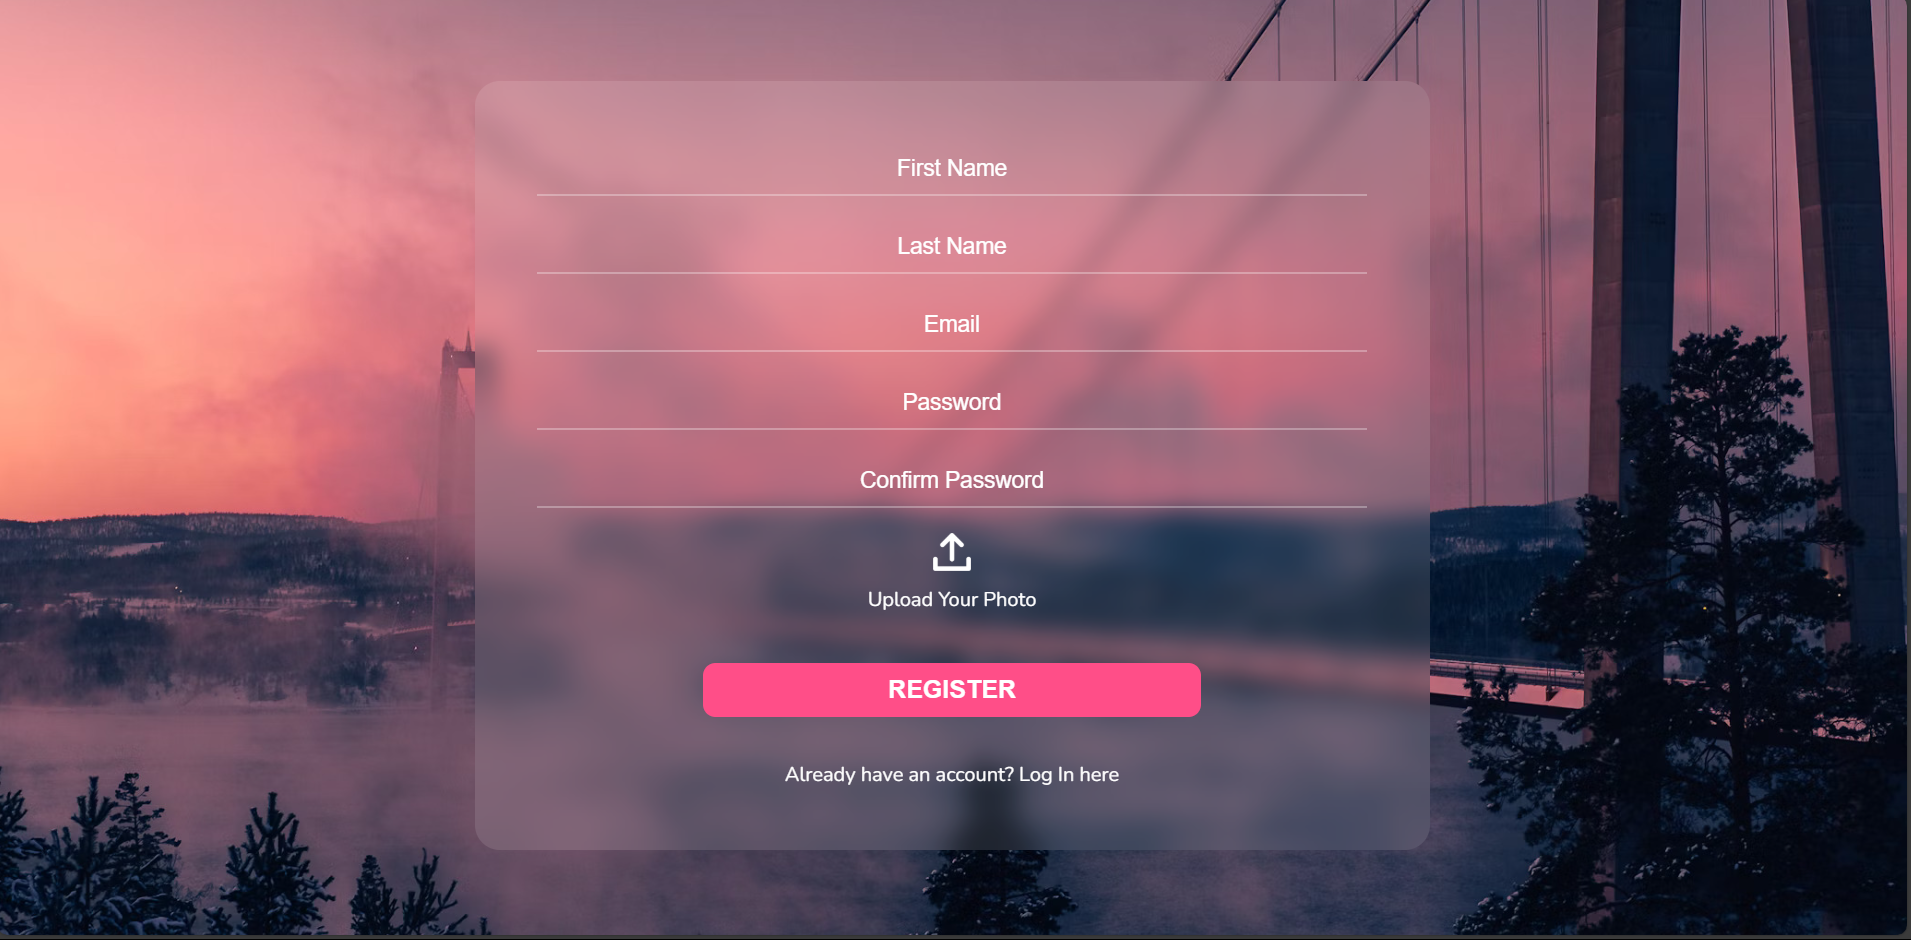 First Name
Last Name
Email
Password
Confirm Password
Upload Your Photo
REGISTER
Already have an account? Log In here